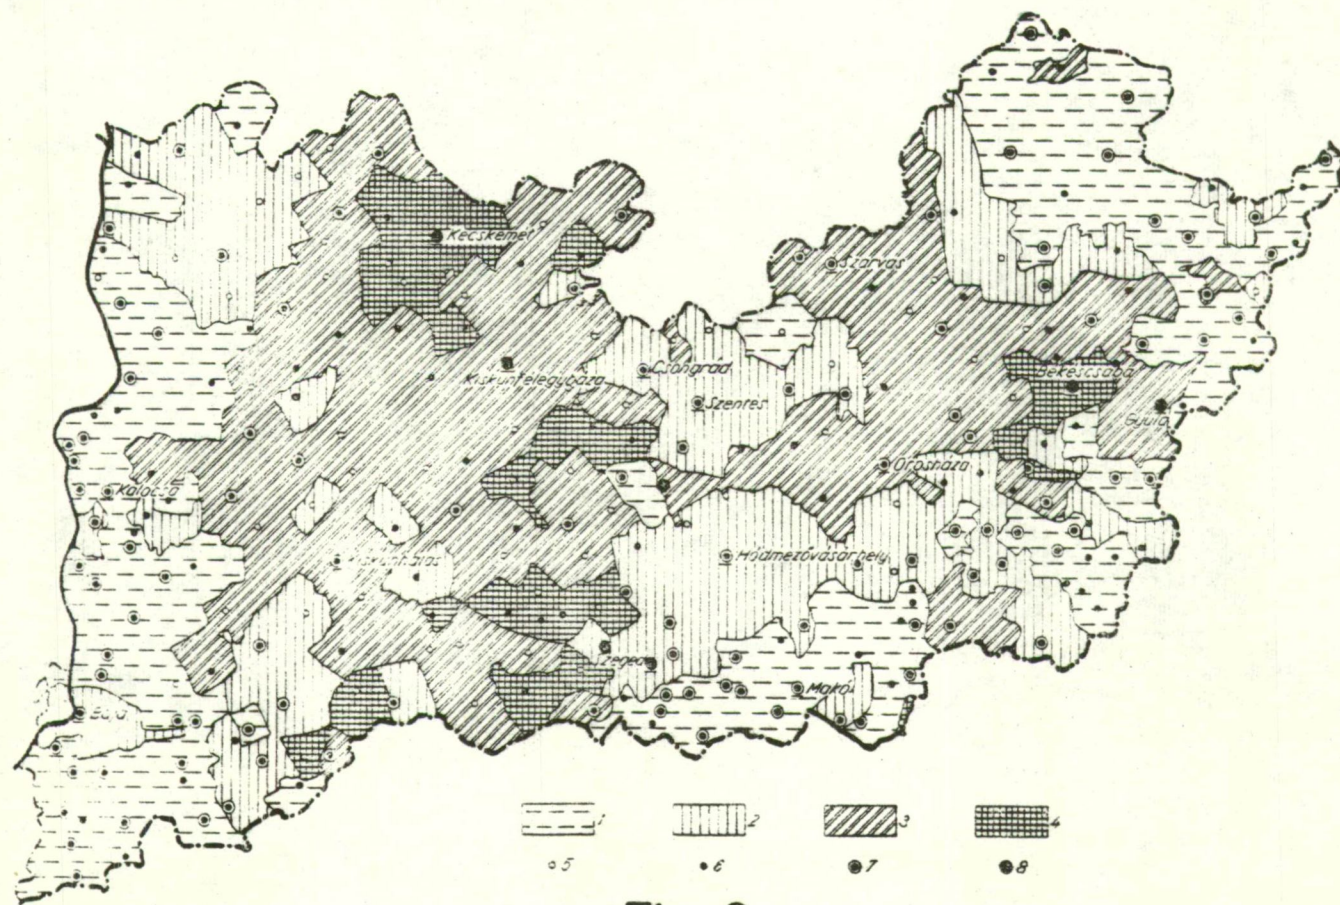 Kecskemét
Szarvas
Csongrád
Békéscsaba
Kiskunfélegyháza
Szentes
Gyula
Orosháza
Kalocsa
Hódmezővásárhely
Kiskunhalas
Szeged
Makó
Baja
1 2 3 4
5 6 7 8